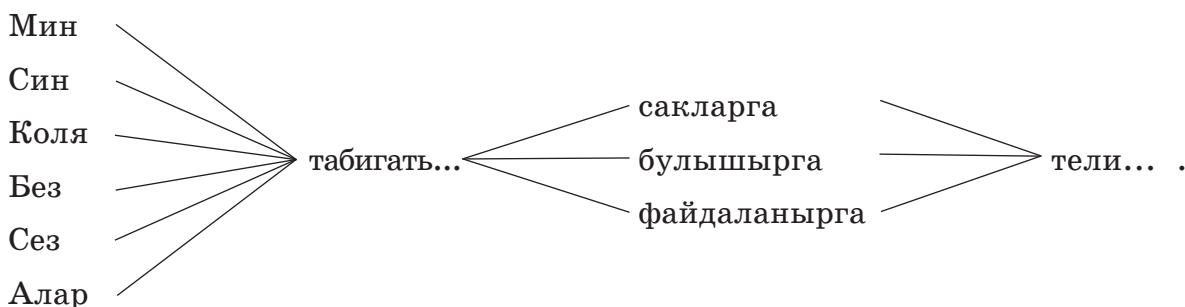 Мин
Син
Коля
Без
Сез
Алар
табигать...
сакларга
булышырга
файдаланырга
тели... .